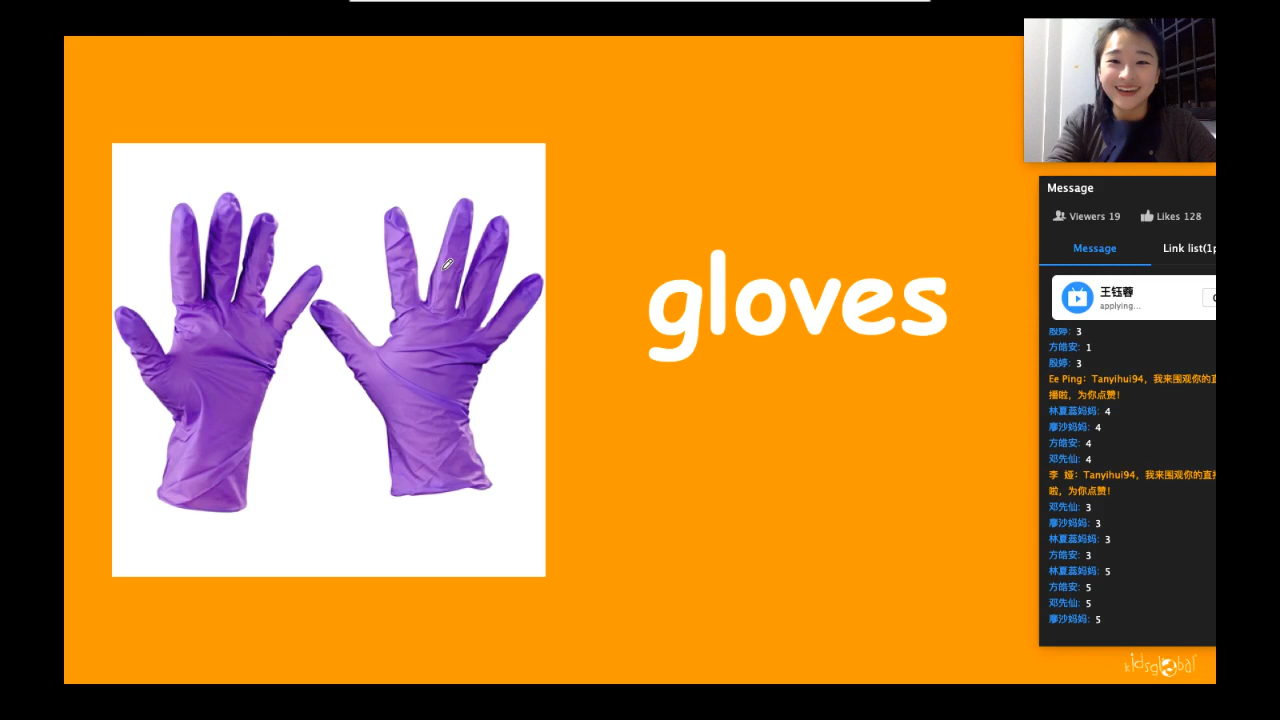 gloves
Message
Viewers 19
Likes 128
Message
Link list(1p
王钰蓉
applying...
殷婷: 3
方皓安: 1
殷婷: 3
Ee Ping: Tanyihui94，我来围观你的直
播啦，为你点赞！
林夏蕊妈妈: 4
廖沙妈妈: 4
方皓安: 4
邓先仙: 4
李 娅: Tanyihui94，我来围观你的直播
啦，为你点赞！
邓先仙: 3
廖沙妈妈: 3
林夏蕊妈妈: 3
方皓安: 3
林夏蕊妈妈: 5
方皓安: 5
邓先仙: 5
廖沙妈妈: 5
kidsglobal